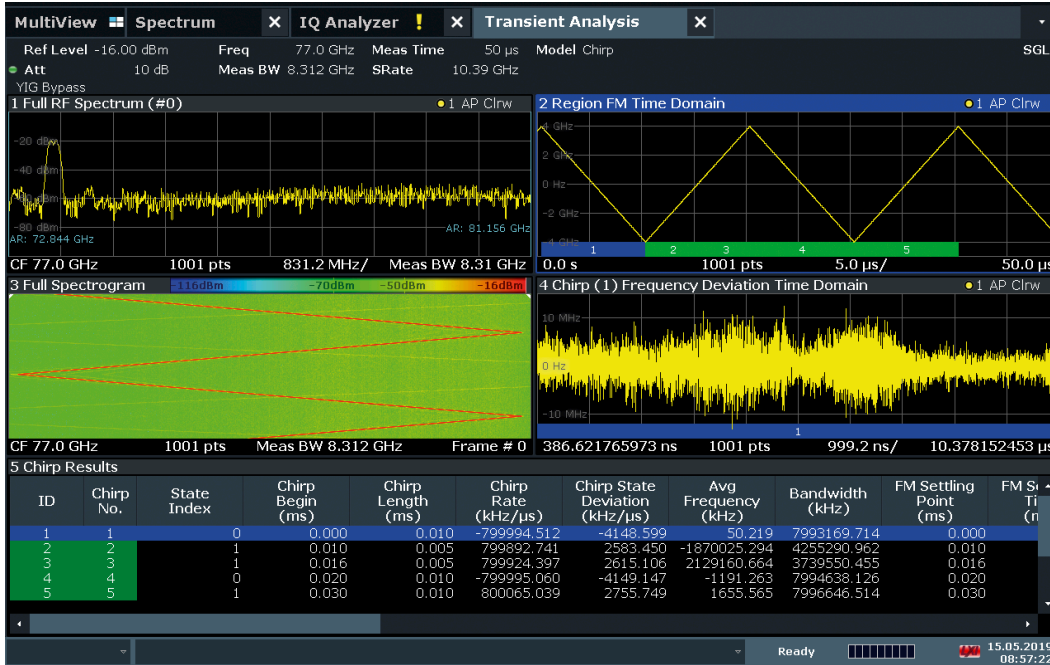 MultiView Spectrum IQ Analyzer ! Transient Analysis
Ref Level -16.00 dBm Freq 77.0 GHz Meas Time 50 µs Model Chirp SGL
Att 10 dB Meas BW 8.312 GHz SRate 10.39 GHz
YIG Bypass
1 Full RF Spectrum (#0) 1 AP Clrw
-20 dBm
-40 dBm
-80 dBm
AR: 72.844 GHz
AR: 81.156 GHz
CF 77.0 GHz 1001 pts 831.2 MHz/ Meas BW 8.31 GHz
2 Region FM Time Domain 1 AP Clrw
4 GHz
2 GHz
0 Hz
-2 GHz
-4 GHz
1 2 3 4 5
0.0 s 1001 pts 5.0 µs/ 50.0 µ
3 Full Spectrogram -116dBm -70dBm -50dBm -16dBm
CF 77.0 GHz 1001 pts Meas BW 8.312 GHz Frame # 0
4 Chirp (1) Frequency Deviation Time Domain 1 AP Clrw
10 MHz
0 Hz
-10 MHz
1
386.621765973 ns 1001 pts 999.2 ns/ 10.378152453 µs
5 Chirp Results
ID Chirp No. State Index Chirp Begin (ms) Chirp Length (ms) Chirp Rate (kHz/µs) Chirp State Deviation (kHz/µs) Avg Frequency (kHz) Bandwidth (kHz) FM Settling Point (ms) FM S
1 1 0 0.000 0.010 -799994.512 -4148.599 50.219 7993169.714 0.000
2 2 1 0.010 0.005 799892.741 2583.450 -1870025.294 4255290.962 0.010
3 3 1 0.016 0.005 799924.397 2615.106 2129160.664 3739550.455 0.016
4 4 0 0.020 0.010 -799995.060 -4149.147 -1191.263 7994638.126 0.020
5 5 1 0.030 0.010 800065.039 2755.749 1655.565 7996646.514 0.030
Ready 15.05.2019
08:57:22